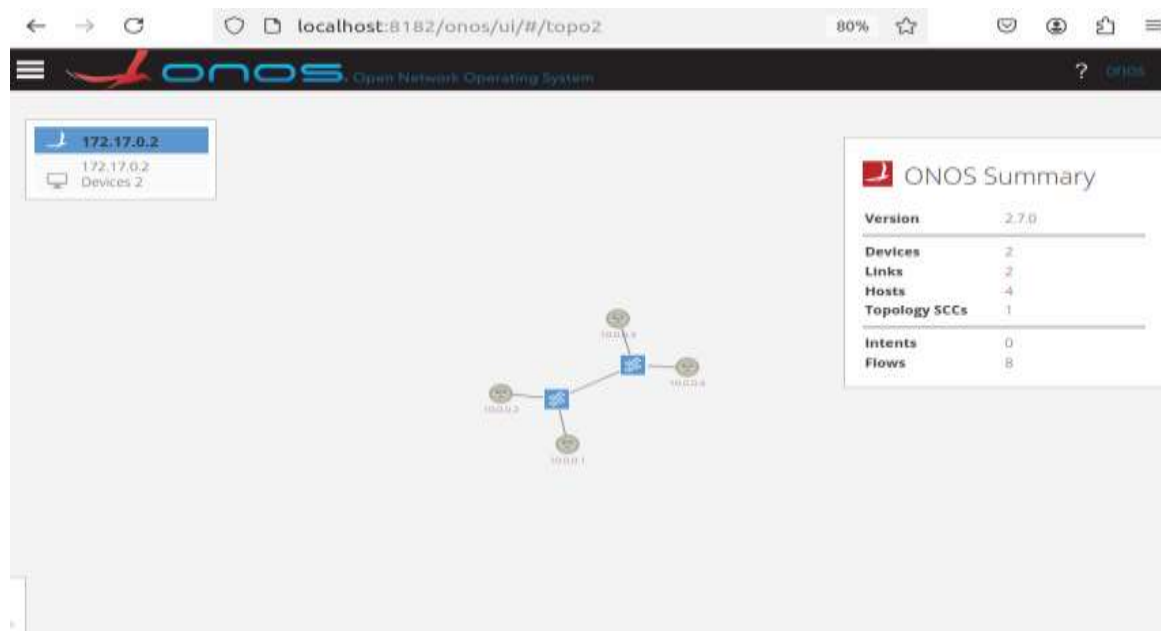 localhost:8182/onos/ui/#/topo2
80%
onos. Open Network Operating System
? onos
172.17.0.2
172.17.0.2
Devices 2
ONOS Summary
Version 2.7.0
Devices 2
Links 2
Hosts 4
Topology SCCs 1
Intents 0
Flows 8
10.0.0.2
10.0.0.1